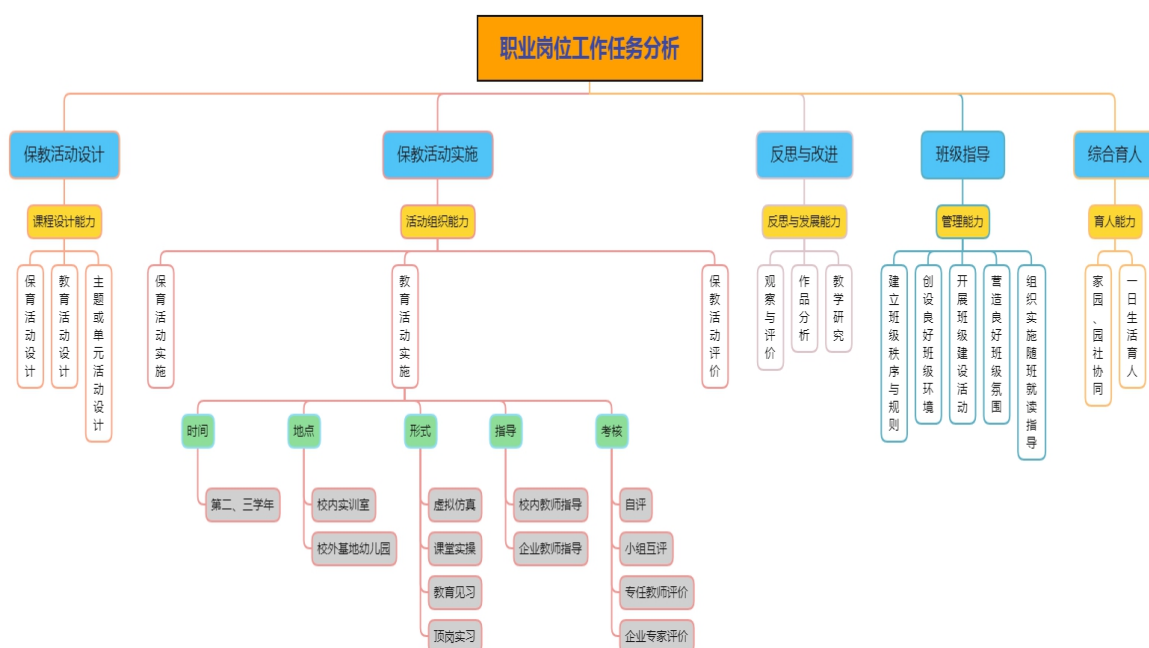 职业岗位工作任务分析
保教活动设计
保教活动实施
反思与改进
班级指导
综合育人
课程设计能力
活动组织能力
反思与发展能力
管理能力
育人能力
保育活动设计
教育活动设计
主题或单元活动设计
保育活动实施
教育活动实施
保教活动评价
观察与评价
作品分析
教学研究
建立班级秩序与规则
创设良好班级环境
开展班级建设活动
营造良好班级氛围
组织实施随班就读指导
家园、园社协同
一日生活育人
时间
地点
形式
指导
考核
第二、三学年
校内实训室
虚拟仿真
校内教师指导
自评
校外基地幼儿园
课堂实操
企业教师指导
小组互评
教育见习
专任教师评价
顶岗实习
企业专家评价